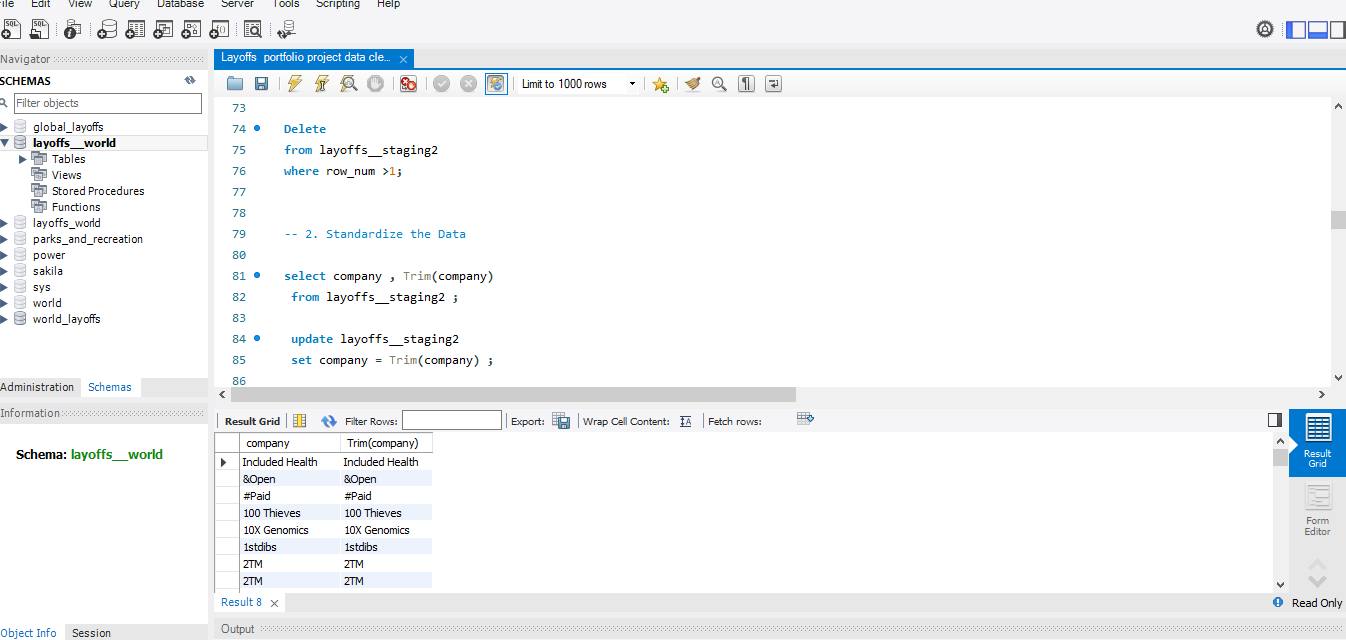 ile Edit View Query Database Server Tools Scripting Help
Navigator
SCHEMAS
Filter objects
global_layoffs
layoffs__world
Tables
Views
Stored Procedures
Functions
layoffs_world
parks_and_recreation
power
sakila
sys
world
world_layoffs
Administration Schemas
Information
Schema: layoffs__world
Object Info Session
Layoffs portfolio project data cle...
Limit to 1000 rows
73
74 Delete
75 from layoffs__staging2
76 where row_num >1;
77
78
79 -- 2. Standardize the Data
80
81 select company , Trim(company)
82 from layoffs__staging2 ;
83
84 update layoffs__staging2
85 set company = Trim(company) ;
86
Result Grid Filter Rows: Export: Wrap Cell Content: Fetch rows:
company Trim(company)
Included Health Included Health
&Open &Open
#Paid #Paid
100 Thieves 100 Thieves
10X Genomics 10X Genomics
1stdibs 1stdibs
2TM 2TM
2TM 2TM
Result 8
Output
Result
Grid
Form
Editor
Read Only